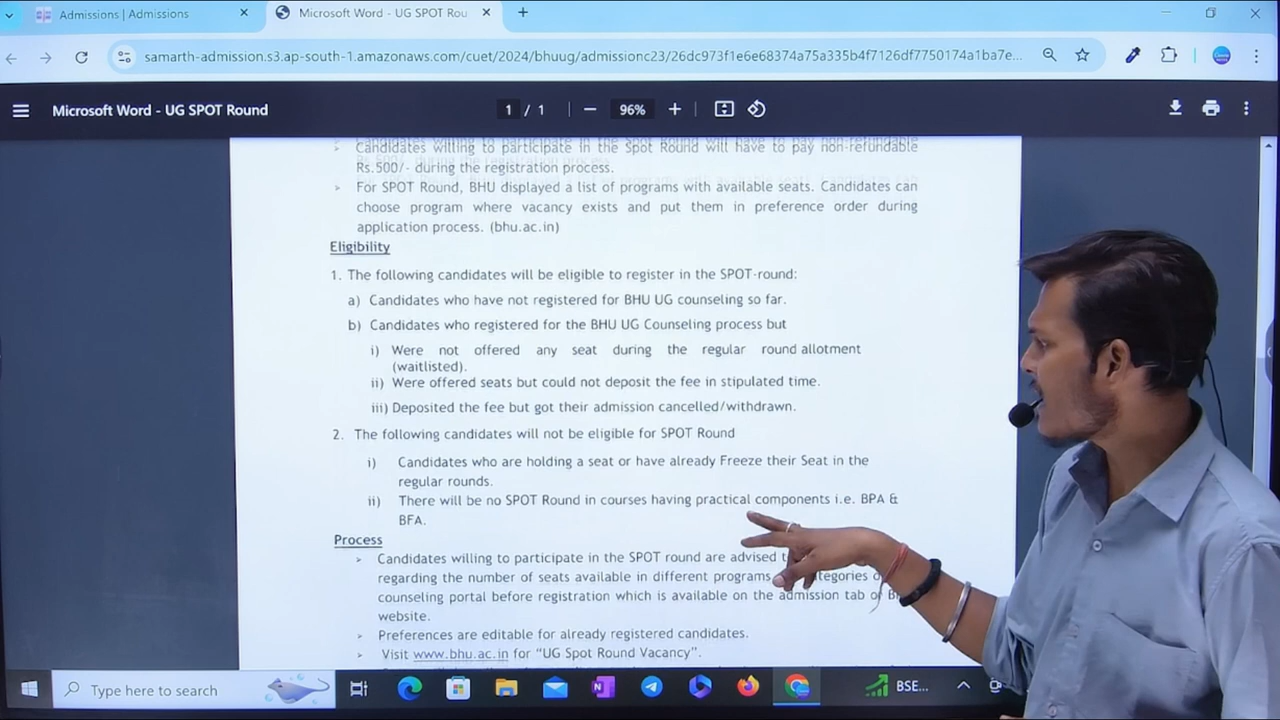 Admissions | Admissions
Microsoft Word - UG SPOT Rou
samarth-admission.s3.ap-south-1.amazonaws.com/cuet/2024/bhuug/admissionc23/26dc973f1e6e68374a75a335b4f7126df7750174a1ba7e...
Microsoft Word - UG SPOT Round
1 / 1
96%
Candidates willing to participate in the Spot Round will have to pay non-refundable
Rs.500/- during the registration process.
For SPOT Round, BHU displayed a list of programs with available seats. Candidates can
choose program where vacancy exists and put them in preference order during
application process. (bhu.ac.in)
Eligibility
1. The following candidates will be eligible to register in the SPOT-round:
a) Candidates who have not registered for BHU UG counseling so far.
b) Candidates who registered for the BHU UG Counseling process but
i) Were not offered any seat during the regular round allotment
(waitlisted).
ii) Were offered seats but could not deposit the fee in stipulated time.
iii) Deposited the fee but got their admission cancelled/withdrawn.
2. The following candidates will not be eligible for SPOT Round
i) Candidates who are holding a seat or have already Freeze their Seat in the
regular rounds.
ii) There will be no SPOT Round in courses having practical components i.e. BPA &
BFA.
Process
Candidates willing to participate in the SPOT round are advised
regarding the number of seats available in different programs
counseling portal before registration which is available on the admission tab
website.
Preferences are editable for already registered candidates.
Visit www.bhu.ac.in for “UG Spot Round Vacancy”.
Type here to search
BSE...